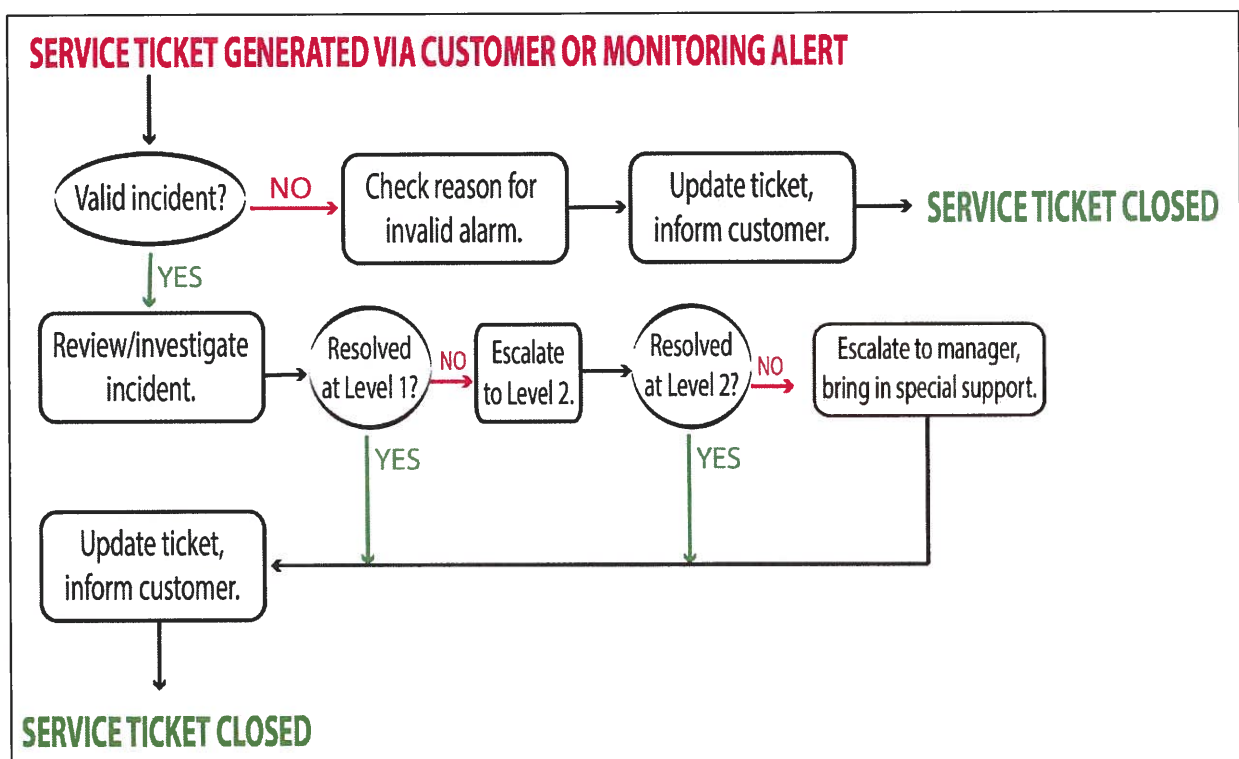 SERVICE TICKET GENERATED VIA CUSTOMER OR MONITORING ALERT
Valid incident?
NO
Check reason for
invalid alarm.
Update ticket,
inform customer.
SERVICE TICKET CLOSED
YES
Review/investigate
incident.
Resolved
at Level 1?
NO
Escalate
to Level 2.
Resolved
at Level 2?
NO
Escalate to manager,
bring in special support.
YES
YES
Update ticket,
inform customer.
SERVICE TICKET CLOSED